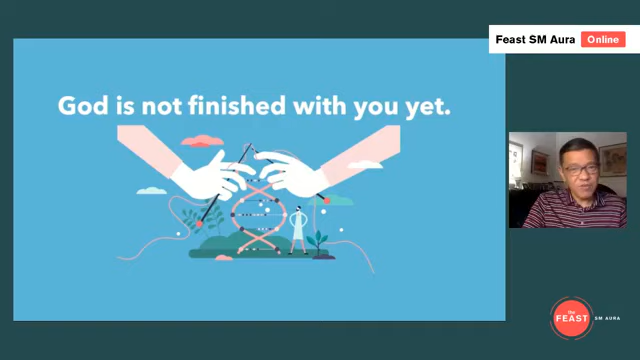 Feast SM Aura Online
God is not finished with you yet.
the
FEAST SM AURA